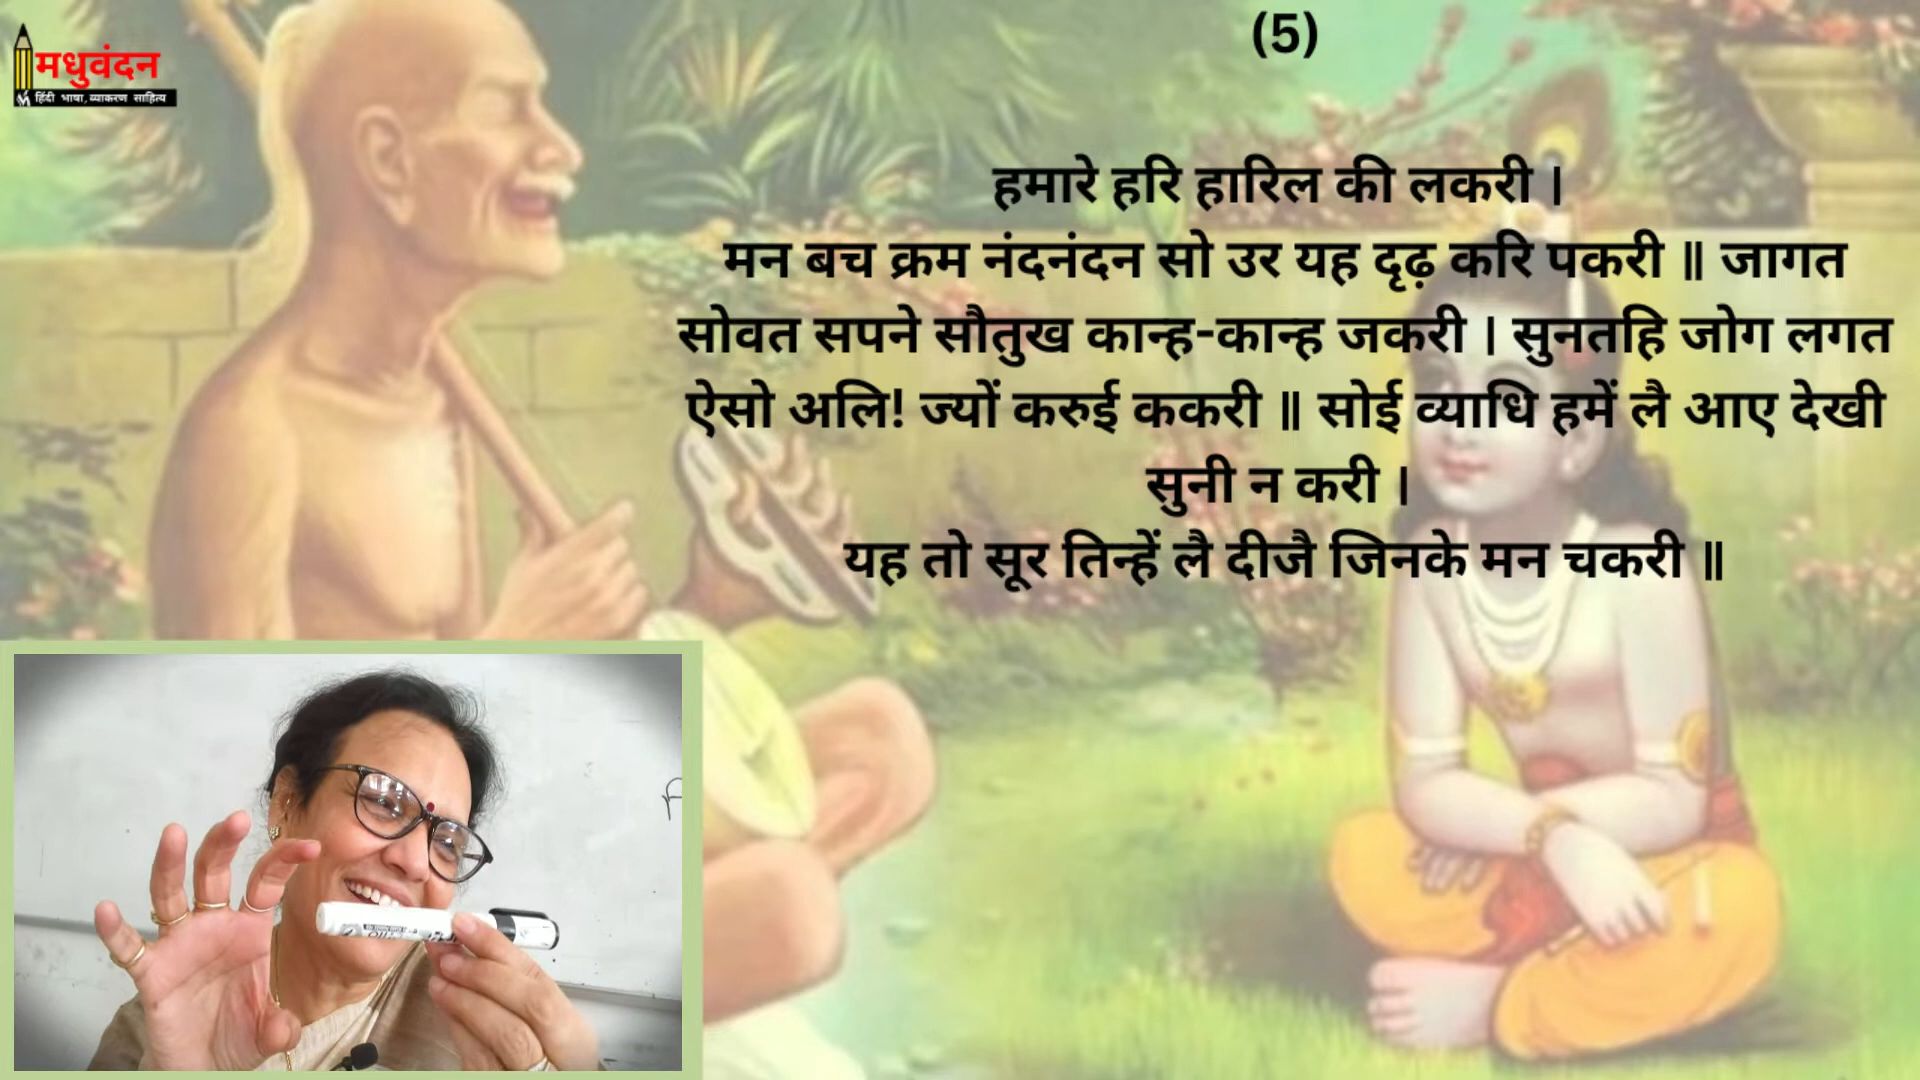 मधुवंदन
हिंदी भाषा, व्याकरण साहित्य
(5)
हमारे हरि हारिल की लकरी ।
मन बच क्रम नंदनंदन सो उर यह दृढ़ करि पकरी ॥ जागत
सोवत सपने सौतुख कान्ह-कान्ह जकरी । सुनतहि जोग लगत
ऐसो अलि! ज्यों करुई ककरी ॥ सोई व्याधि हमें लै आए देखी
सुनी न करी ।
यह तो सूर तिन्हें लै दीजै जिनके मन चकरी ॥